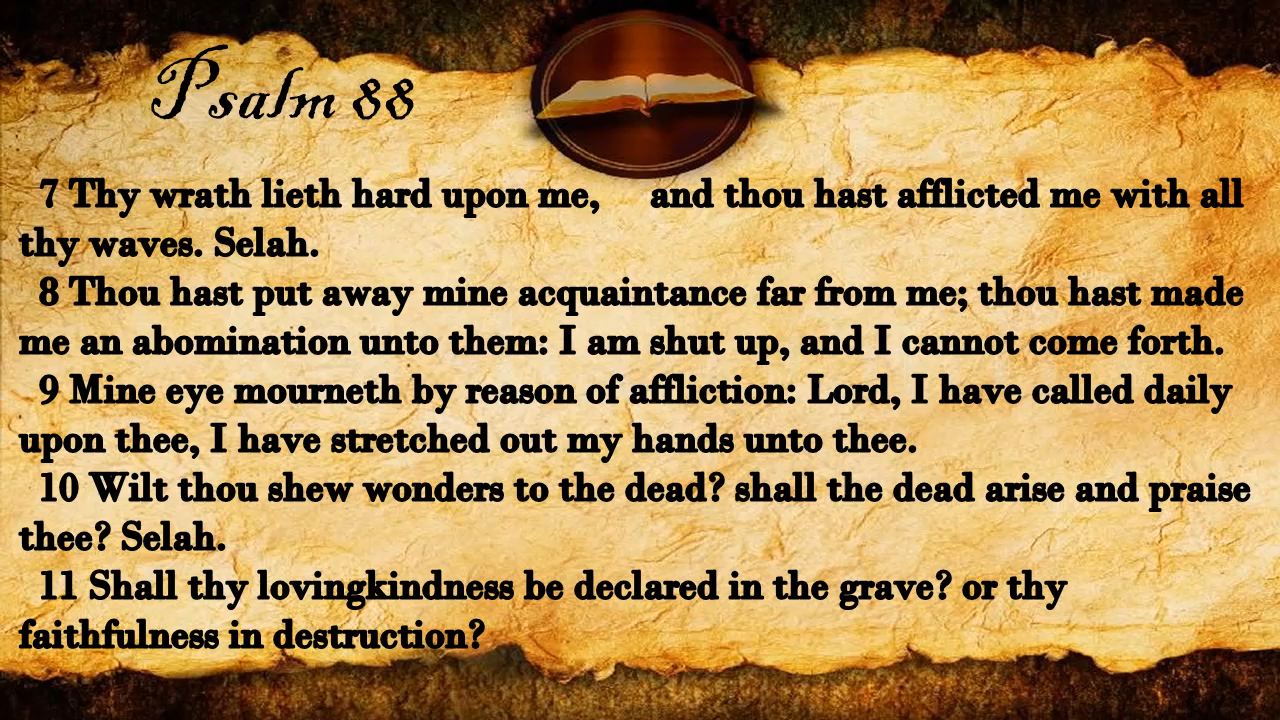 Psalm 88
7 Thy wrath lieth hard upon me, and thou hast afflicted me with all
thy waves. Selah.
8 Thou hast put away mine acquaintance far from me; thou hast made
me an abomination unto them: I am shut up, and I cannot come forth.
9 Mine eye mourneth by reason of affliction: Lord, I have called daily
upon thee, I have stretched out my hands unto thee.
10 Wilt thou shew wonders to the dead? shall the dead arise and praise
thee? Selah.
11 Shall thy lovingkindness be declared in the grave? or thy
faithfulness in destruction?